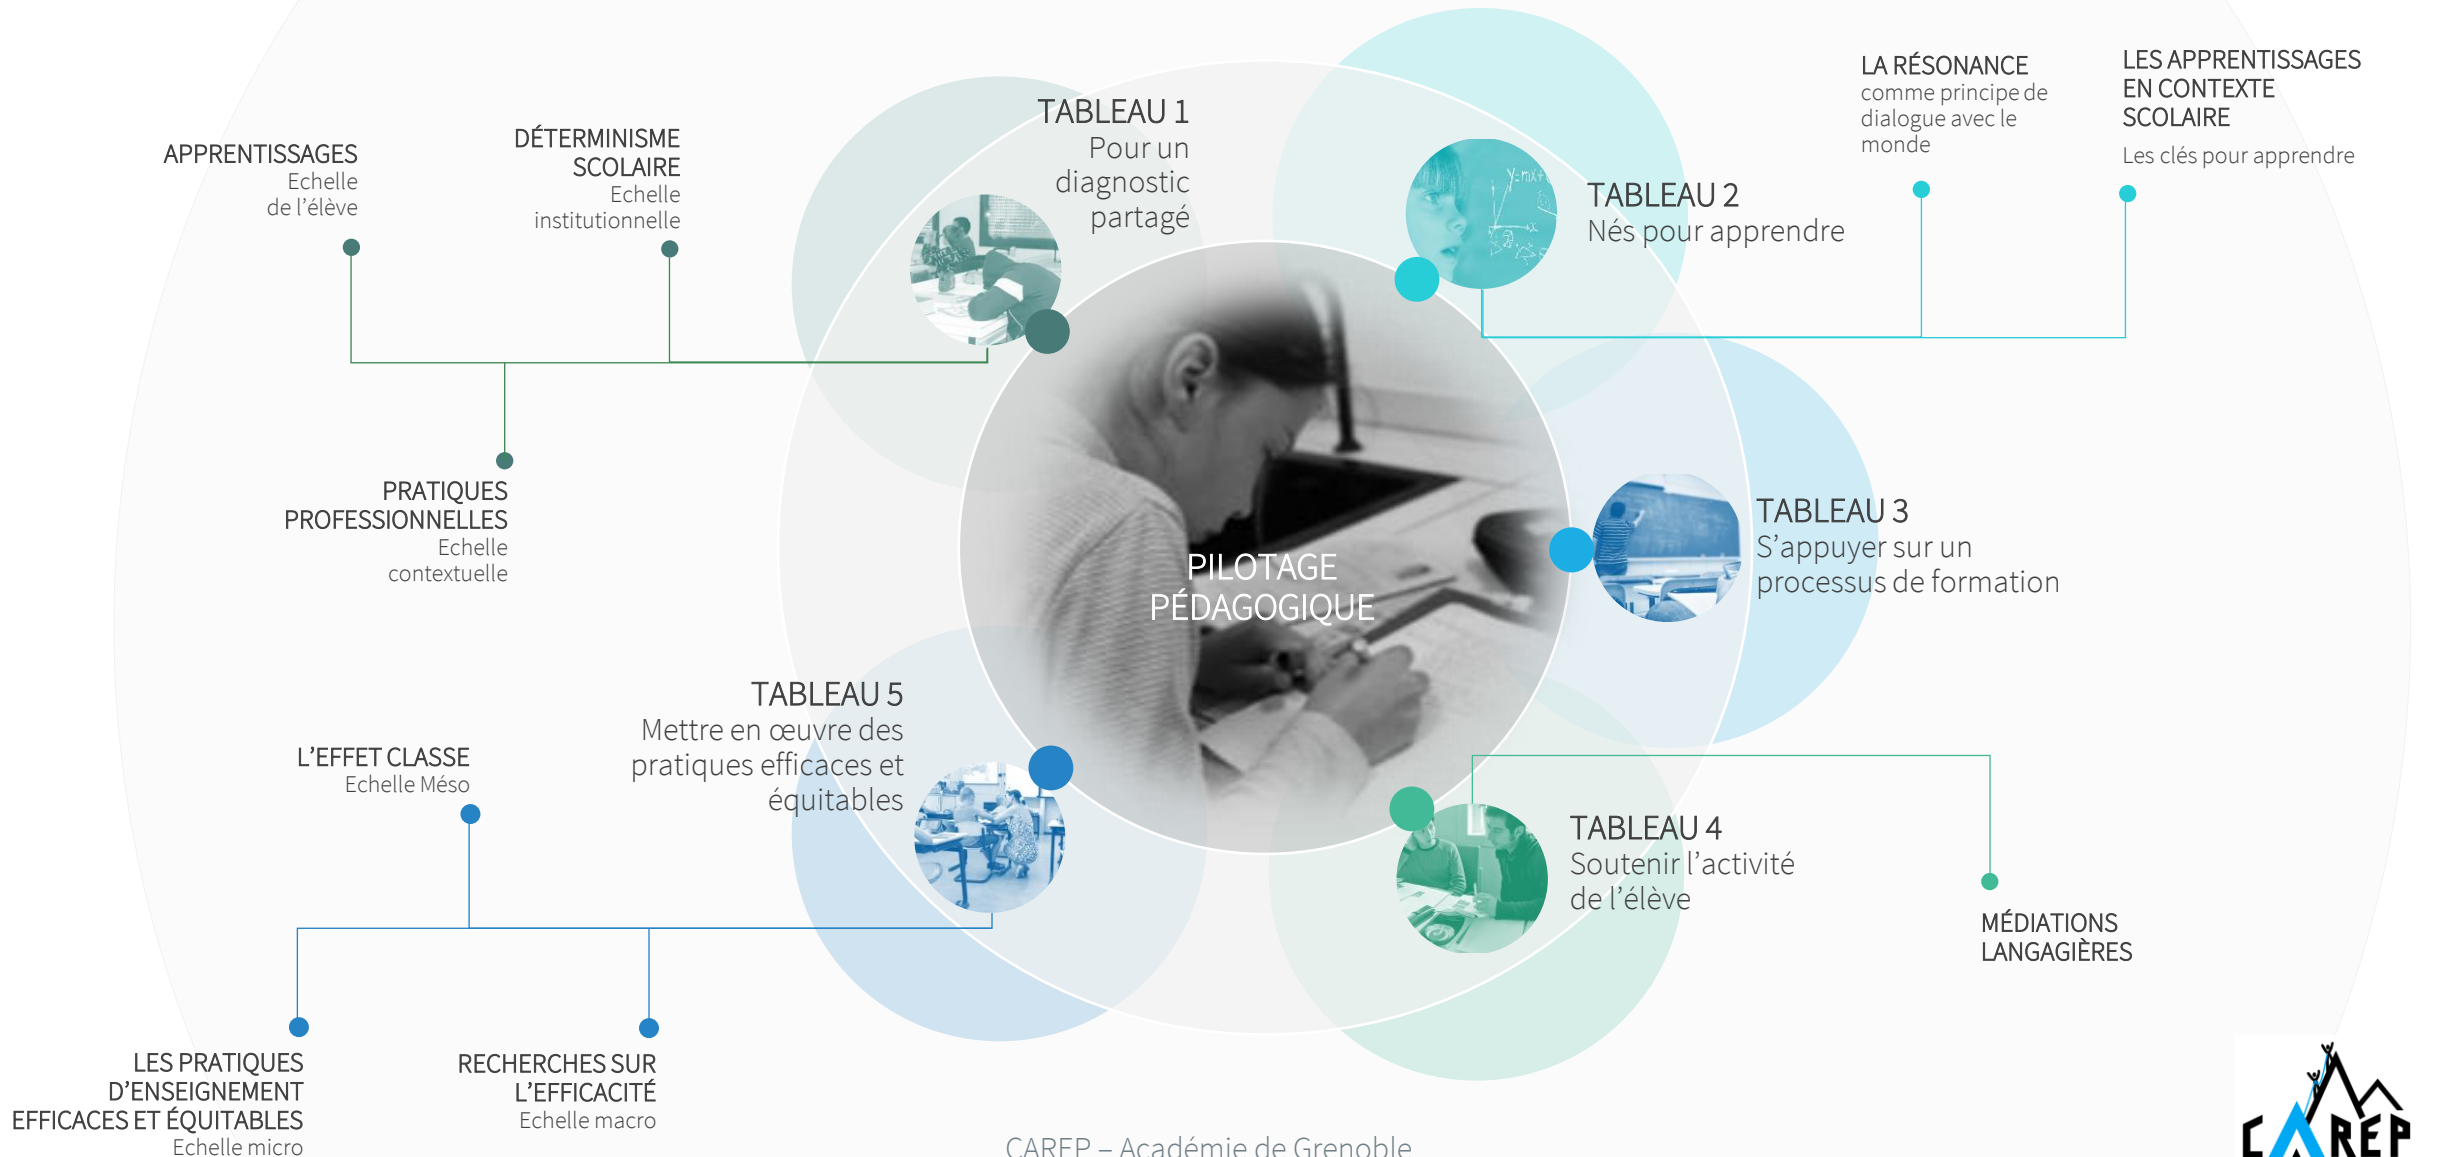 TABLEAU 1
Pour un
diagnostic
partagé
APPRENTISSAGES
Echelle
de l’élève
DÉTERMINISME
SCOLAIRE
Echelle
institutionnelle
PRATIQUES
PROFESSIONNELLES
Echelle
contextuelle
TABLEAU 2
Nés pour apprendre
y=mx+
LA RÉSONANCE
comme principe de
dialogue avec le
monde
LES APPRENTISSAGES
EN CONTEXTE
SCOLAIRE
Les clés pour apprendre
PILOTAGE
PÉDAGOGIQUE
TABLEAU 3
S’appuyer sur un
processus de formation
TABLEAU 4
Soutenir l’activité
de l’élève
MÉDIATIONS
LANGAGIÈRES
TABLEAU 5
Mettre en œuvre des
pratiques efficaces et
équitables
L’EFFET CLASSE
Echelle Méso
LES PRATIQUES
D’ENSEIGNEMENT
EFFICACES ET ÉQUITABLES
Echelle micro
RECHERCHES SUR
L’EFFICACITÉ
Echelle macro
CAREP – Académie de Grenoble
CAREP